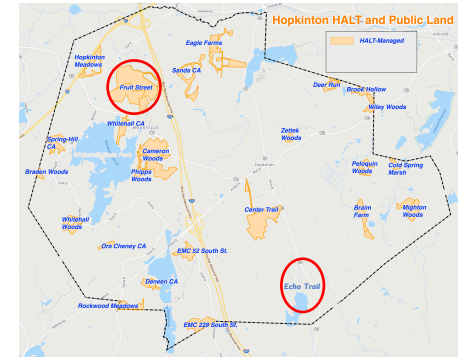 Hopkinton HALT and Public Land
HALT-Managed
Eagle Farms
Hopkinton
Meadows
Sands CA
Fruit Street
Deer Run
Brook Hollow
Wiley Woods
Whitehall CA
WOODVILLE
Zettek
Woods
Spring-Hill
CA
Cameron
Woods
Braden Woods
Phipps
Woods
Hopkinton
Peloquin
Woods
Cold Spring
Marsh
Whitehall
Woods
Center Trail
Braim
Farm
Mighton
Woods
Ora Cheney CA
EMC 52 South St.
Deneen CA
Echo Trail
Rockwood Meadows
EMC 228 South St.